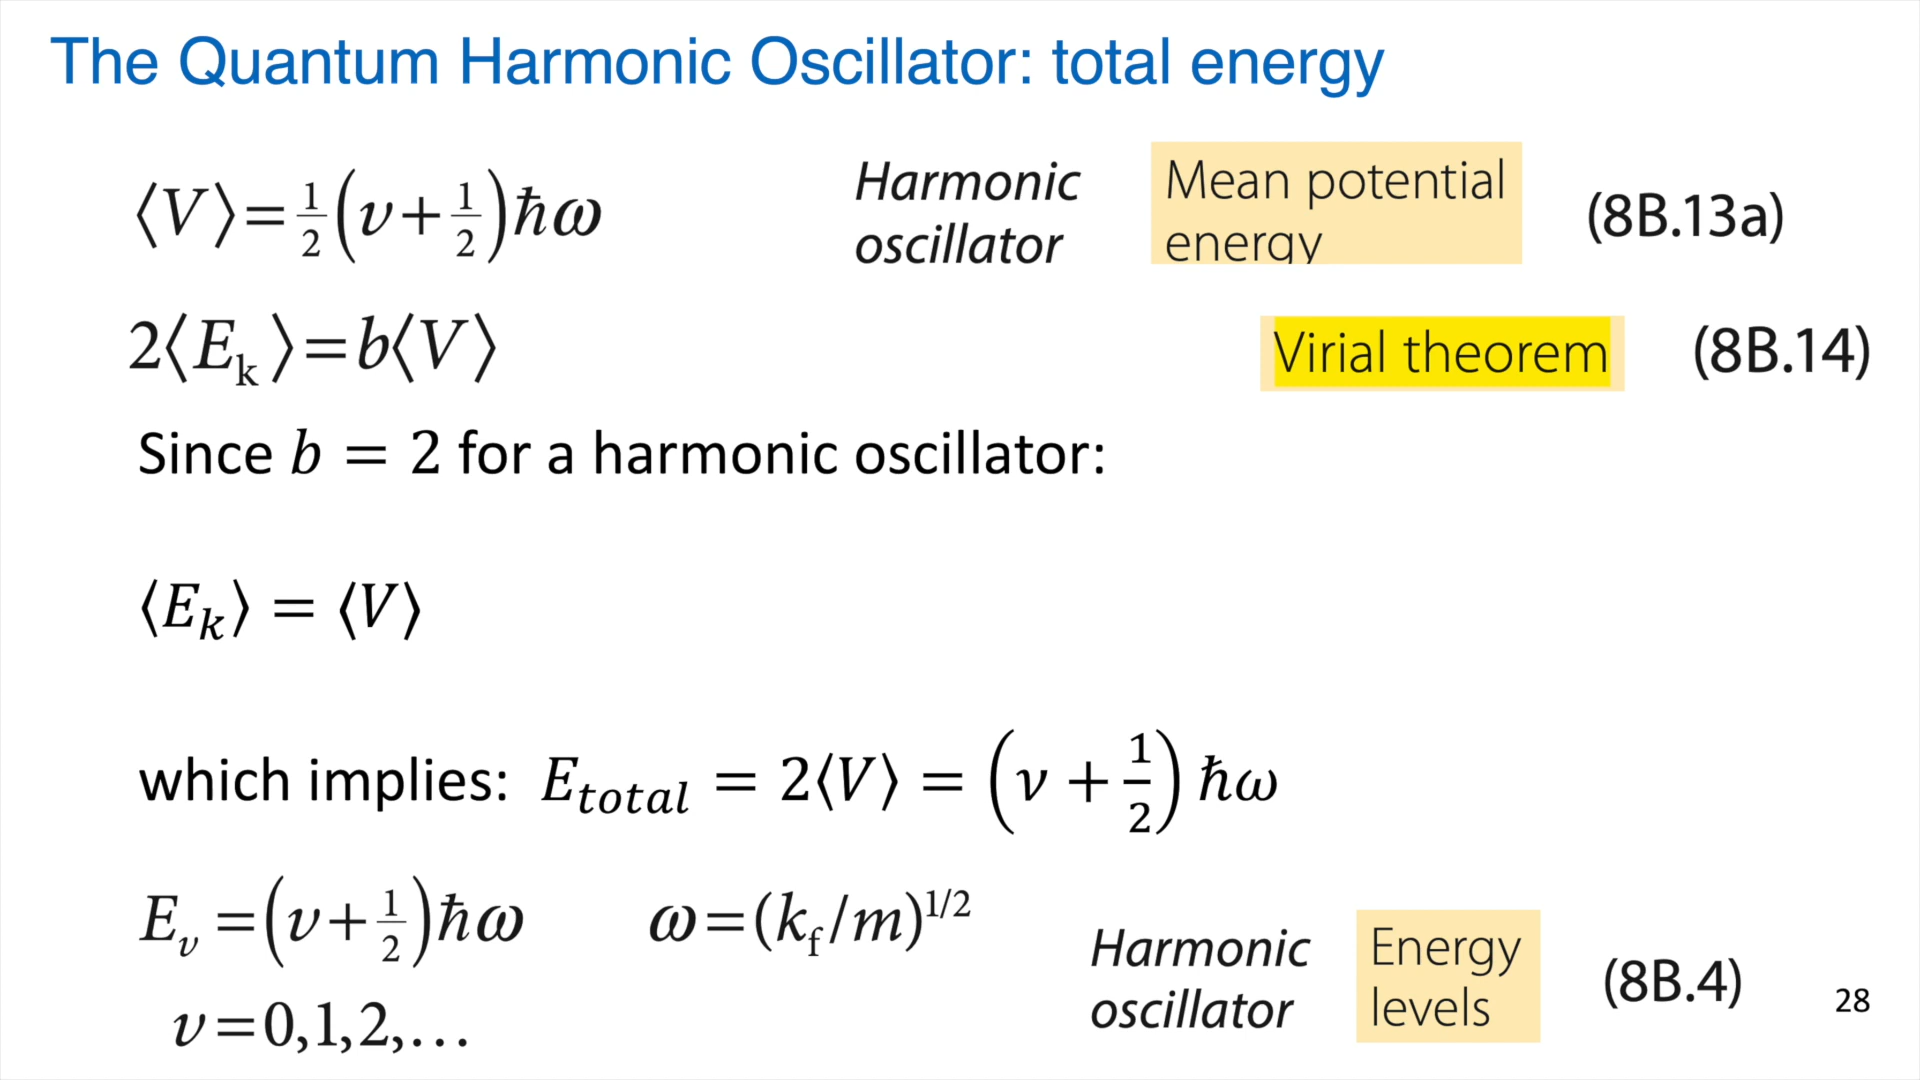 The Quantum Harmonic Oscillator: total energy
⟨V⟩=½(υ+½)ħω Harmonic oscillator Mean potential energy (8B.13a)
2⟨Eₖ⟩=b⟨V⟩ Virial theorem (8B.14)
Since b = 2 for a harmonic oscillator:
⟨Eₖ⟩ = ⟨V⟩
which implies: E_total = 2⟨V⟩ = (ν + 1/2) ħω
E_υ=(υ+½)ħω ω=(k_f/m)^1/2
υ=0,1,2,… Harmonic oscillator Energy levels (8B.4)
28